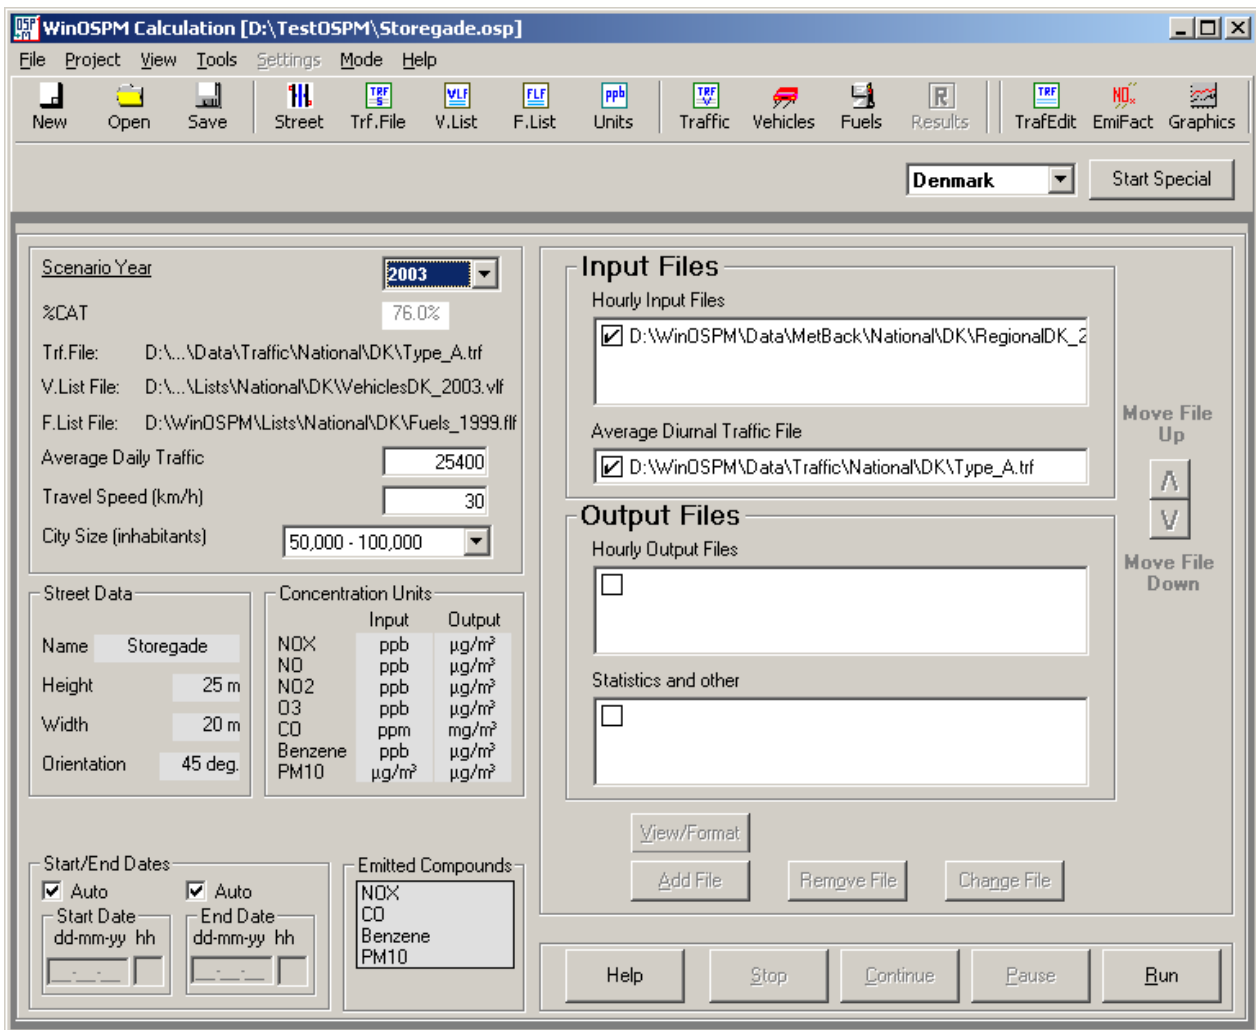 WinOSPM Calculation [D:\TestOSPM\Storegade.osp]
File Project View Tools Settings Mode Help
New Open Save Street Trf.File V.List F.List Units Traffic Vehicles Fuels Results TrafEdit EmiFact Graphics
Denmark Start Special
Scenario Year 2003
%CAT 76.0%
Trf.File: D:\...\Data\Traffic\National\DK\Type_A.trf
V.List File: D:\...\Lists\National\DK\VehiclesDK_2003.vlf
F.List File: D:\WinOSPM\Lists\National\DK\Fuels_1999.flf
Average Daily Traffic 25400
Travel Speed (km/h) 30
City Size (inhabitants) 50,000 - 100,000
Street Data
Name Storegade
Height 25 m
Width 20 m
Orientation 45 deg.
Concentration Units
Input Output
NOX ppb µg/m³
NO ppb µg/m³
NO2 ppb µg/m³
O3 ppb µg/m³
CO ppm mg/m³
Benzene ppb µg/m³
PM10 µg/m³ µg/m³
Start/End Dates
Auto Auto
Start Date End Date
dd-mm-yy hh dd-mm-yy hh
__-__-__ __-__-__
Emitted Compounds
NOX
CO
Benzene
PM10
Input Files
Hourly Input Files
D:\WinOSPM\Data\MetBack\National\DK\RegionalDK_2
Average Diurnal Traffic File
D:\WinOSPM\Data\Traffic\National\DK\Type_A.trf
Output Files
Hourly Output Files
Statistics and other
Move File
Up
Λ
V
Move File
Down
View/Format
Add File Remove File Change File
Help Stop Continue Pause Run